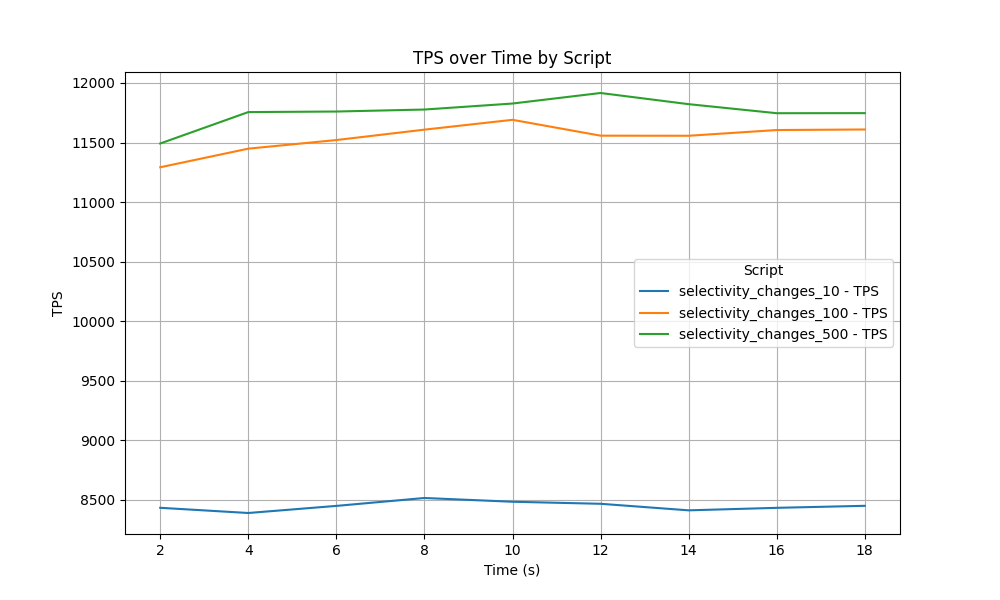 TPS over Time by Script
12000
11500
11000
10500
10000
9500
9000
8500
TPS
Script
selectivity_changes_10 - TPS
selectivity_changes_100 - TPS
selectivity_changes_500 - TPS
2 4 6 8 10 12 14 16 18
Time (s)